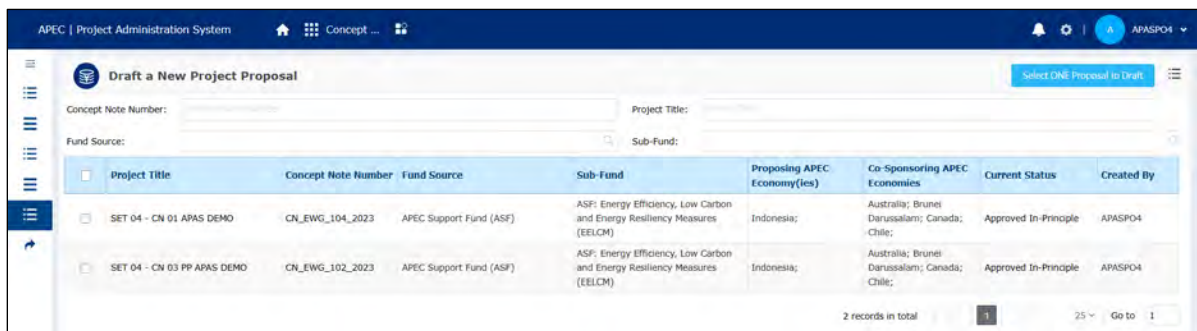 APEC | Project Administration System
Concept ...
A
APASPO4
Draft a New Project Proposal
Select ONE Proposal to Draft
Concept Note Number:
Project Title:
Fund Source:
Sub-Fund:
Project Title Concept Note Number Fund Source Sub-Fund Proposing APEC Economy(ies) Co-Sponsoring APEC Economies Current Status Created By
SET 04 - CN 01 APAS DEMO CN_EWG_104_2023 APEC Support Fund (ASF) ASF: Energy Efficiency, Low Carbon and Energy Resiliency Measures (EELCM) Indonesia; Australia; Brunei Darussalam; Canada; Chile; Approved In-Principle APASPO4
SET 04 - CN 03 PP APAS DEMO CN_EWG_102_2023 APEC Support Fund (ASF) ASF: Energy Efficiency, Low Carbon and Energy Resiliency Measures (EELCM) Indonesia; Australia; Brunei Darussalam; Canada; Chile; Approved In-Principle APASPO4
2 records in total 1 25 Go to 1